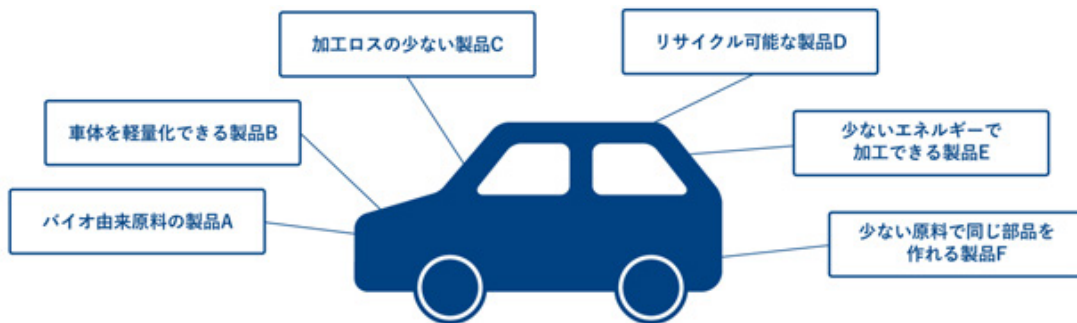 加工ロスの少ない製品C
リサイクル可能な製品D
車体を軽量化できる製品B
少ないエネルギーで
加工できる製品E
バイオ由来原料の製品A
少ない原料で同じ部品を
作れる製品F